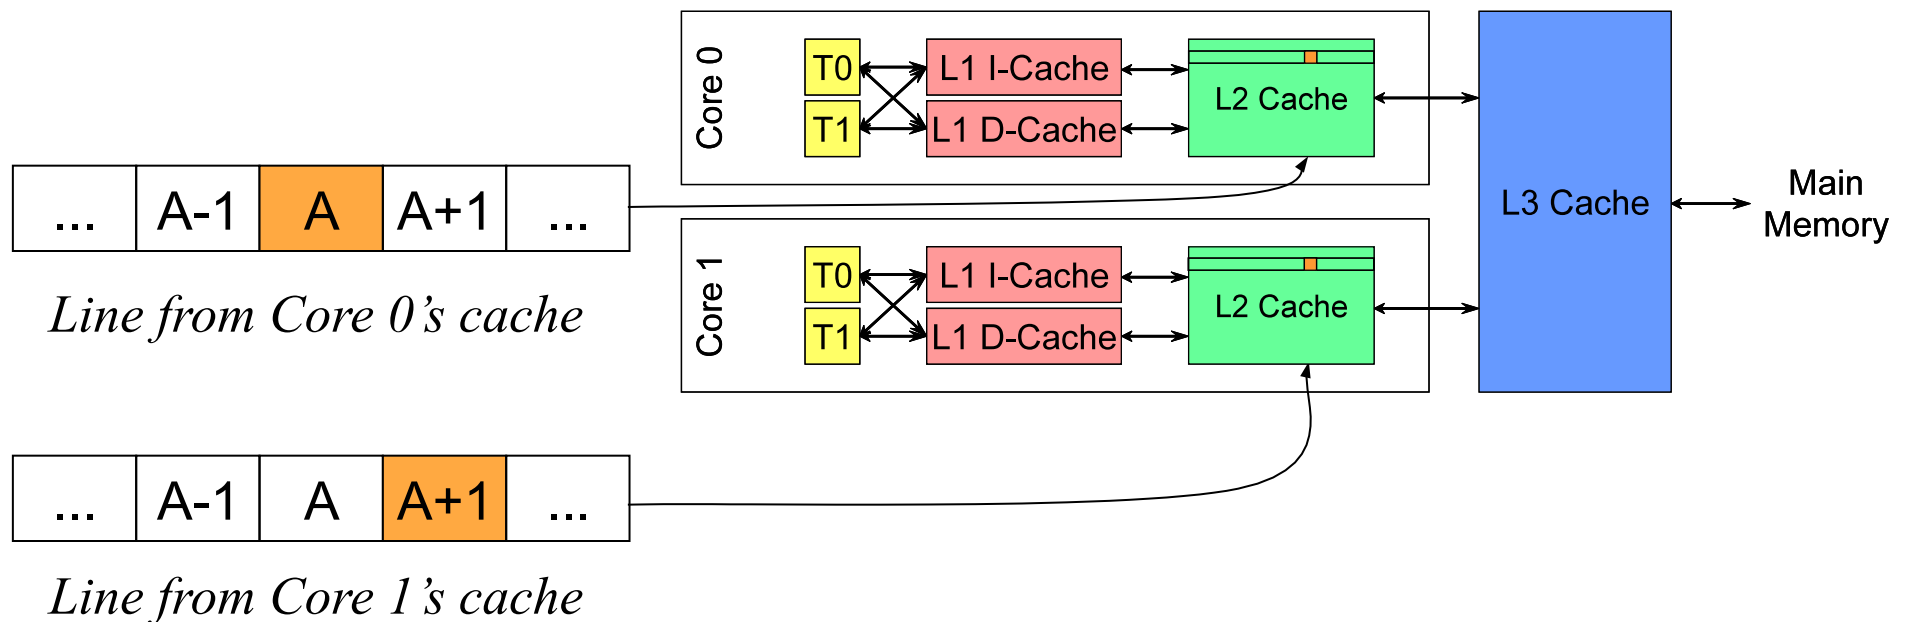 Core 0
T0
L1 I-Cache
T1
L1 D-Cache
L2 Cache
... A-1 A A+1 ...
Line from Core 0’s cache
Core 1
T0
L1 I-Cache
T1
L1 D-Cache
L2 Cache
L3 Cache
Main
Memory
... A-1 A A+1 ...
Line from Core 1’s cache